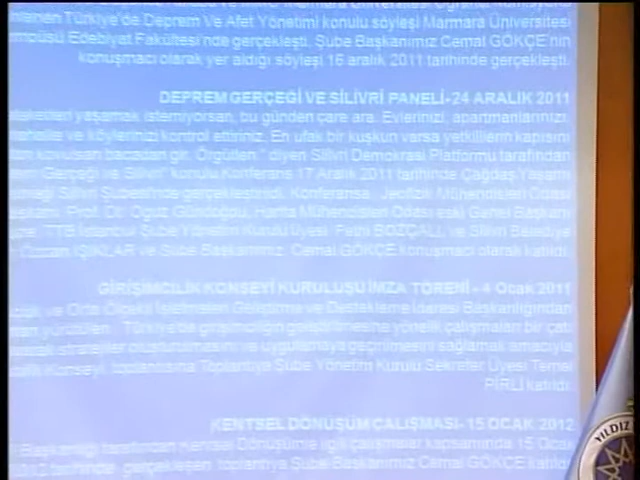 lenen Türkiye'de Deprem Ve Afet Yönetimi konulu söyleşi Marmara Üniversitesi
Edebiyat Fakültesi'nde gerçekleşti. Şube Başkanımız Cemal GÖKÇE'nin
konuşmacı olarak yer aldığı söyleşi 16 aralık 2011 tarihinde gerçekleşti.
DEPREM GERÇEĞİ VE SİLİVRİ PANELİ-24 ARALIK 2011
yaşamak istemiyorsan, bu günden çare ara. Evlerinizi, apartmanlarınızı,
ve köylerinizi kontrol ettiriniz. En ufak bir kuşkun varsa yetkililerin kapısını
kovulsan bacadan gir. Örgütlen." diyen Silivri Demokrasi Platformu tarafından
Gerçeği ve Silivri" konulu Konferans 17 Aralık 2011 tarihinde Çağdaş Yaşamı
Silivri Şubesi'nde gerçekleştirildi. Konferansa, Jeofizik Mühendisleri Odası
Prof. Dr. Oğuz Gündoğdu, Harita Mühendisleri Odası eski Genel Başkanı
TTB İstanbul Şube Yönetim Kurulu Üyesi Fethi BOZÇALI, ve Silivri Belediye
Özcan IŞIKLAR ve Şube Başkanımız Cemal GÖKÇE konuşmacı olarak katıldı.
GİRİŞİMCİLİK KONSEYİ KURULUŞU İMZA TÖRENİ - 4 Ocak 2011
ve Orta Ölçekli İşletmeleri Geliştirme ve Destekleme İdaresi Başkanlığından
yürütülen, Türkiye'de girişimciliğin geliştirilmesine yönelik çalışmaları bir çatı
stratejiler oluşturulmasını ve uygulamaya geçirilmesini sağlamak amacıyla
Konseyi, toplantısına Toplantıya Şube Yönetim Kurulu Sekreter Üyesi Temel
PİRLİ katıldı.
KENTSEL DÖNÜŞÜM ÇALIŞMASI- 15 OCAK 2012
Başkanlığı tarafından Kentsel Dönüşümle ilgili çalışmalar kapsamında 15 Ocak
tarihinde gerçekleşen toplantıya Şube Başkanımız Cemal GÖKÇE katıldı.
YILDIZ